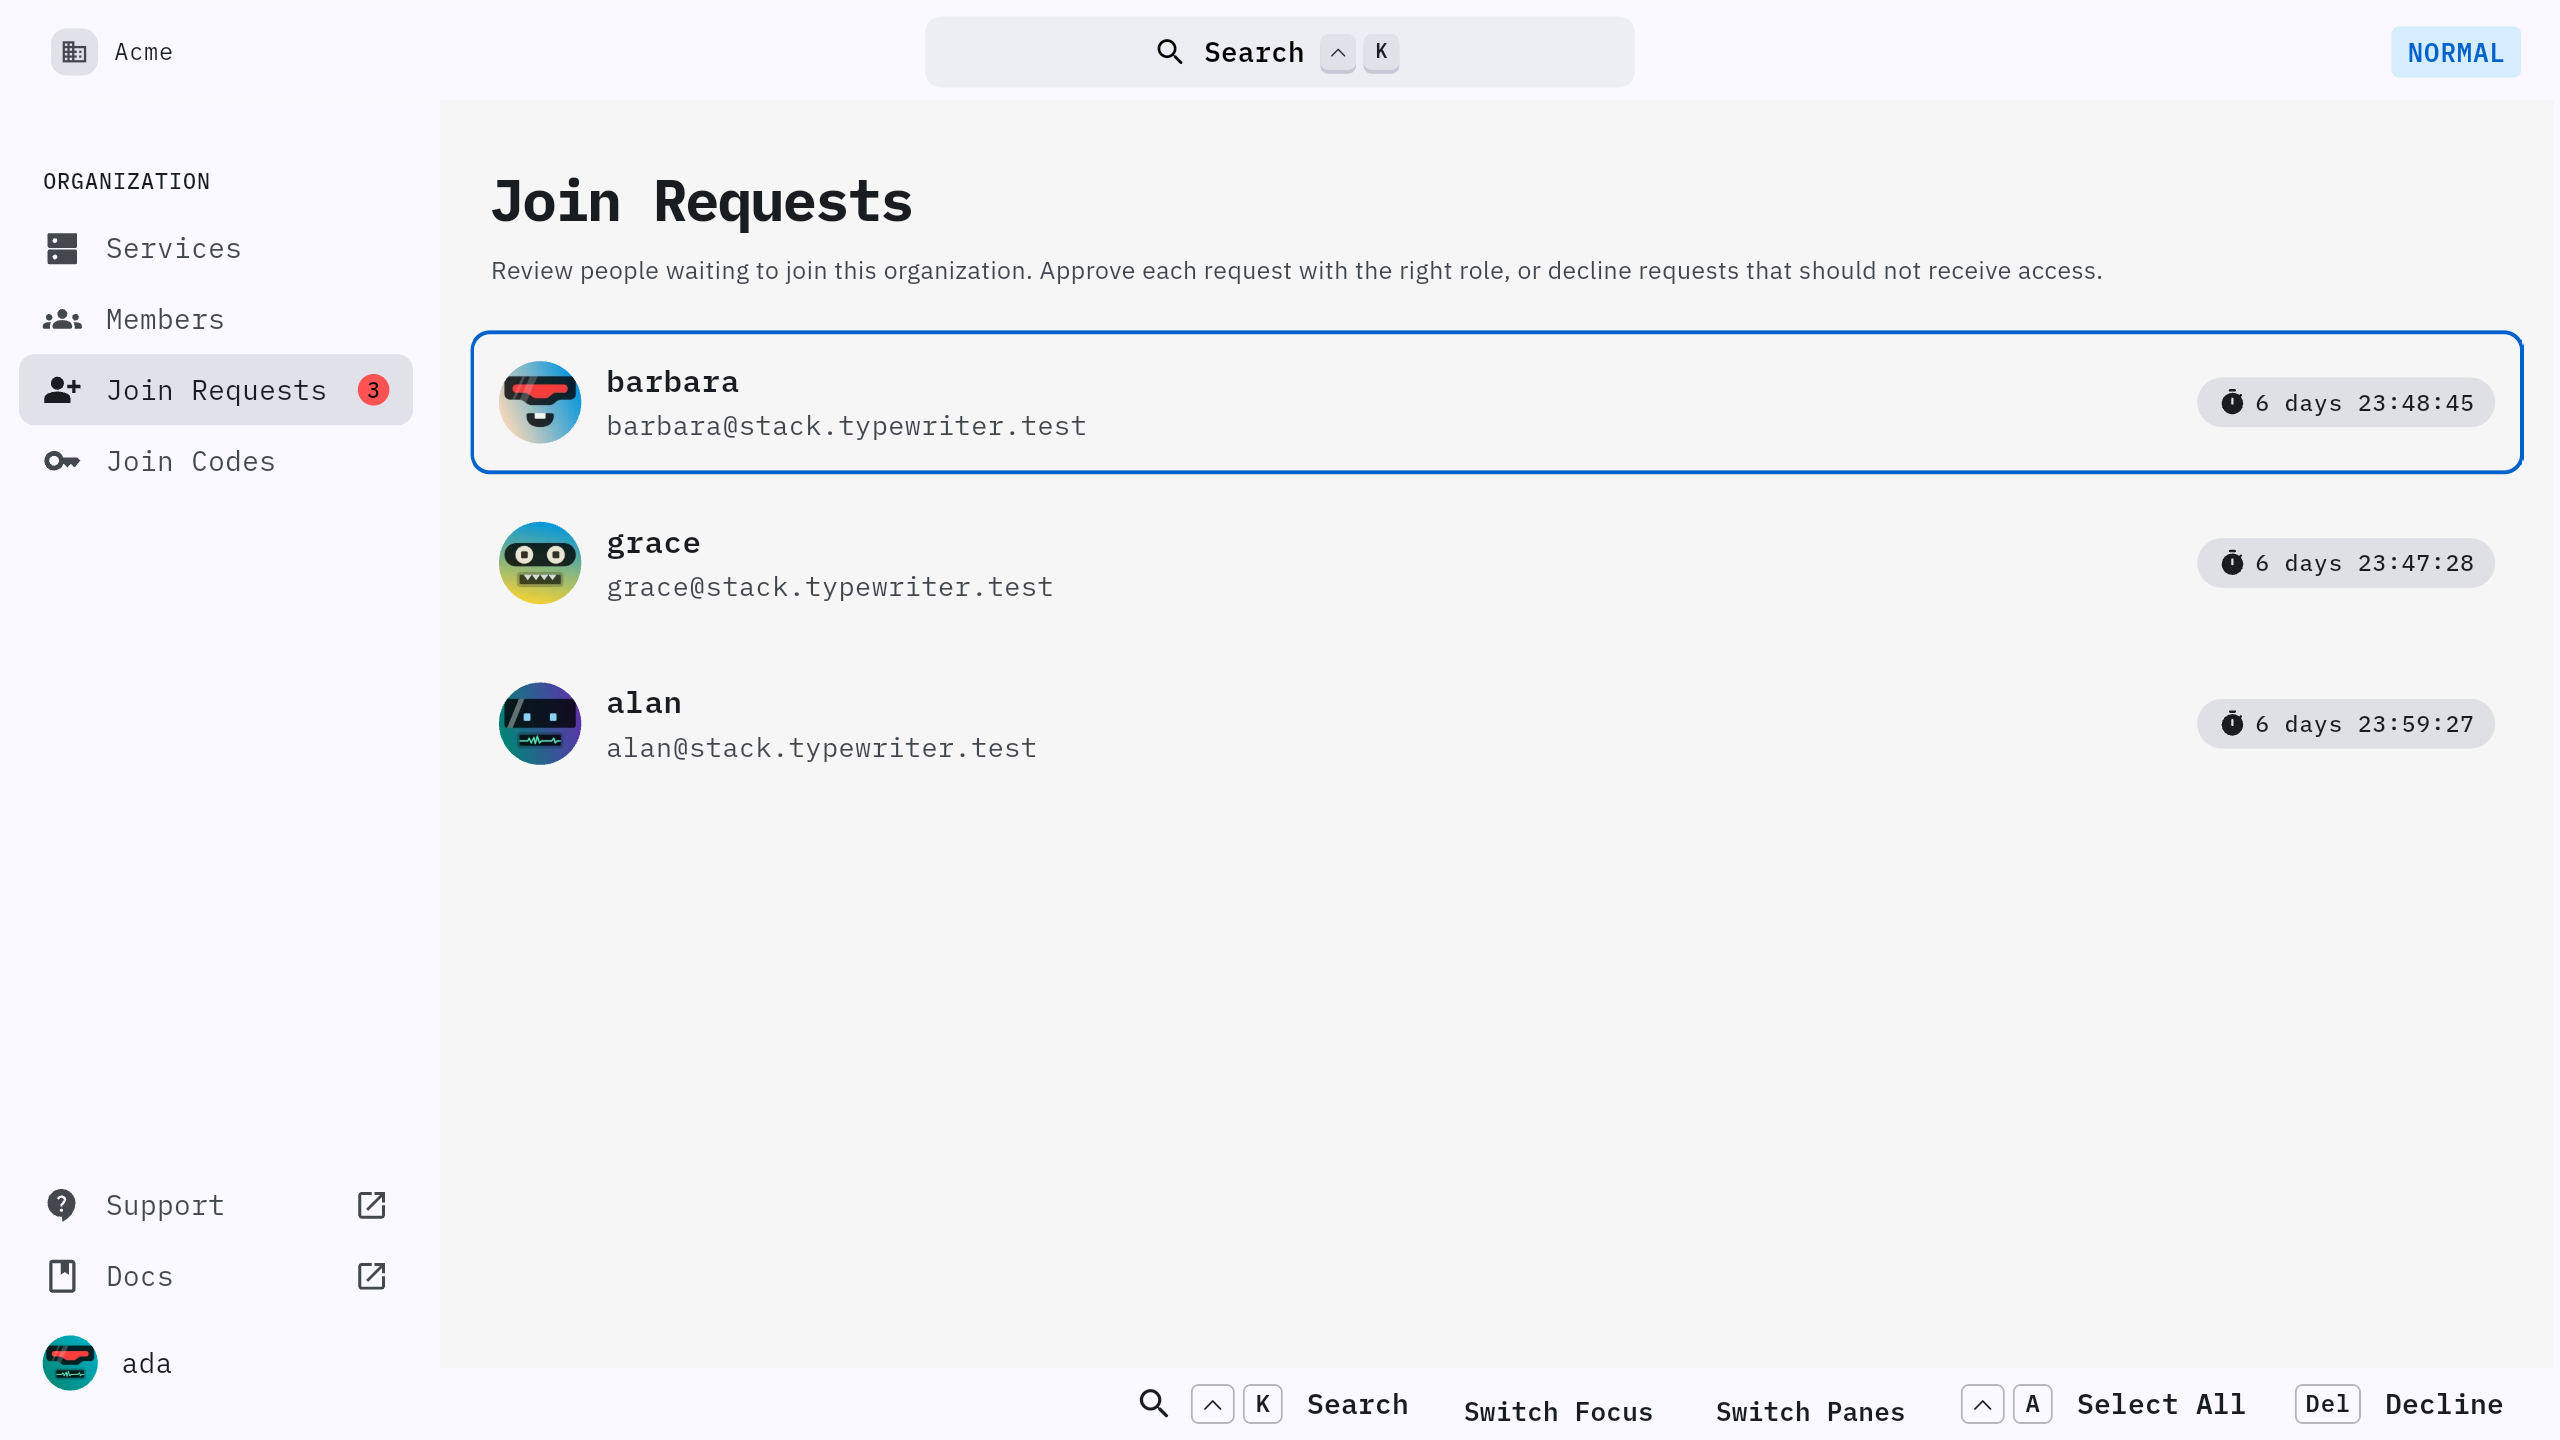 Acme
Search ^ K
NORMAL
ORGANIZATION
Services
Members
Join Requests 3
Join Codes
Join Requests
Review people waiting to join this organization. Approve each request with the right role, or decline requests that should not receive access.
barbara
barbara@stack.typewriter.test
6 days 23:48:45
grace
grace@stack.typewriter.test
6 days 23:47:28
alan
alan@stack.typewriter.test
6 days 23:59:27
Support
Docs
ada
^ K Search Switch Focus Switch Panes ^ A Select All Del Decline